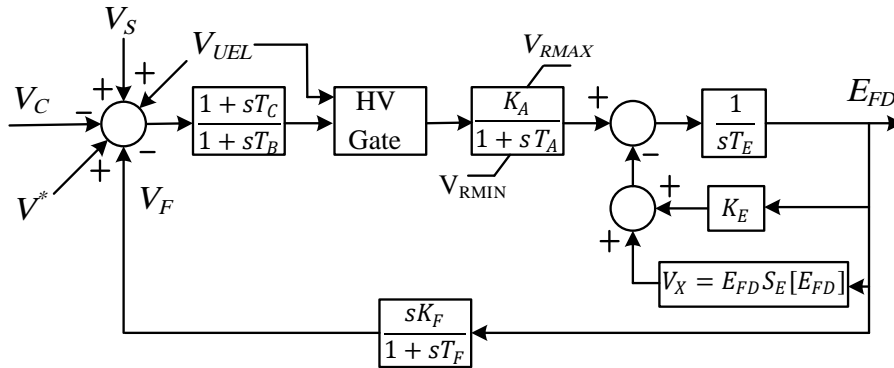 V_S
V_UEL
V_C
+
+
−
+
−
V^*
V_F
1 + sT_C
1 + sT_B
HV
Gate
V_RMAX
K_A
1 + sT_A
V_RMIN
+
−
1
sT_E
E_FD
+
+
K_E
V_X = E_FD S_E[E_FD]
sK_F
1 + sT_F